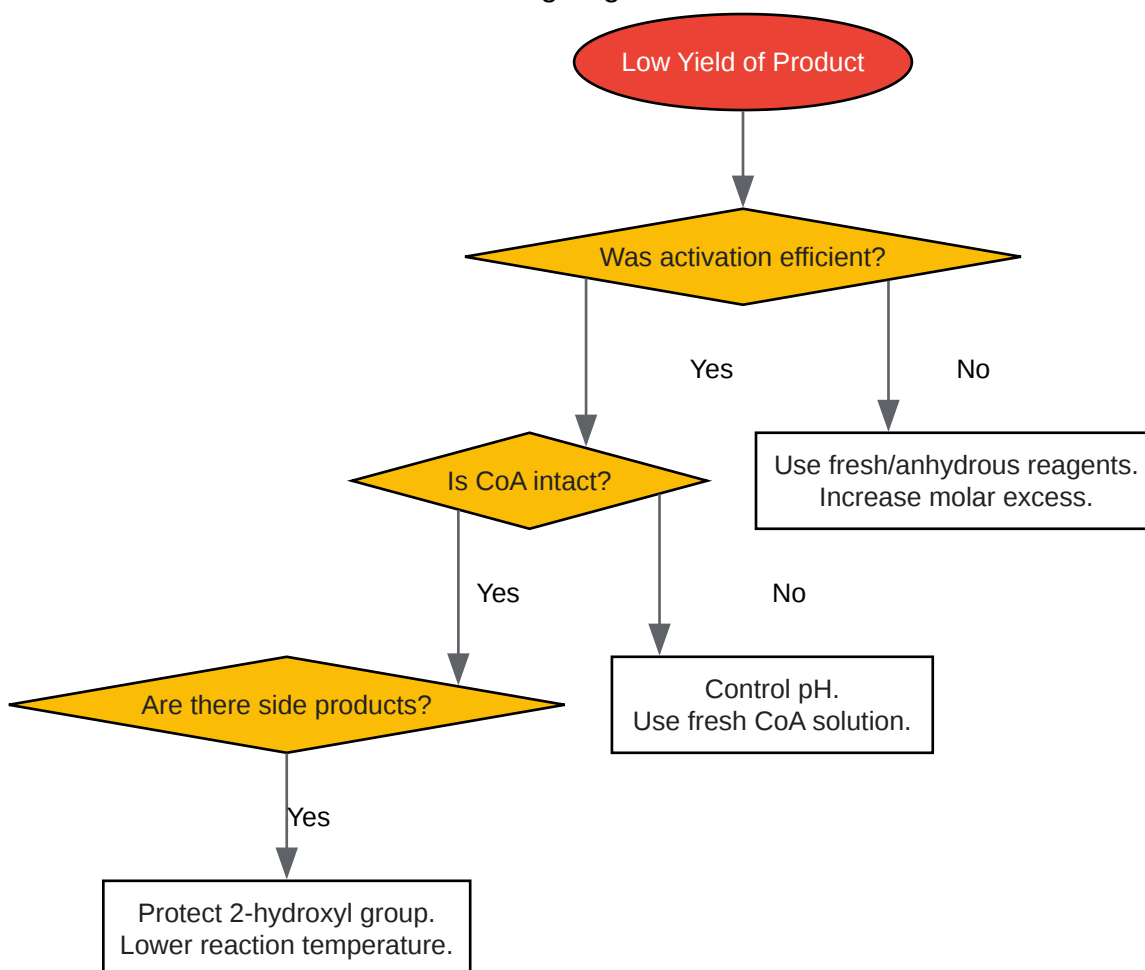 Low Yield of Product
Was activation efficient?
Yes
No
Is CoA intact?
Use fresh/anhydrous reagents.
Increase molar excess.
Yes
No
Are there side products?
Control pH.
Use fresh CoA solution.
Yes
Protect 2-hydroxyl group.
Lower reaction temperature.